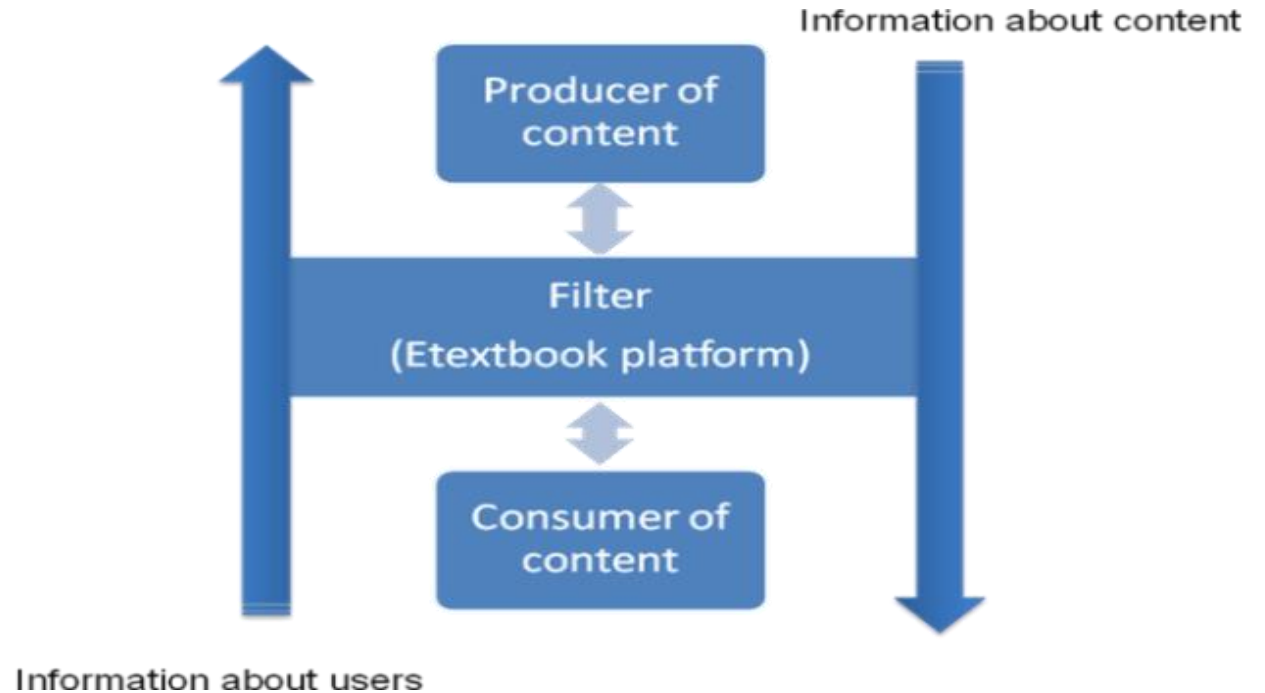 Information about content
Producer of
content
Filter
(Etextbook platform)
Consumer of
content
Information about users